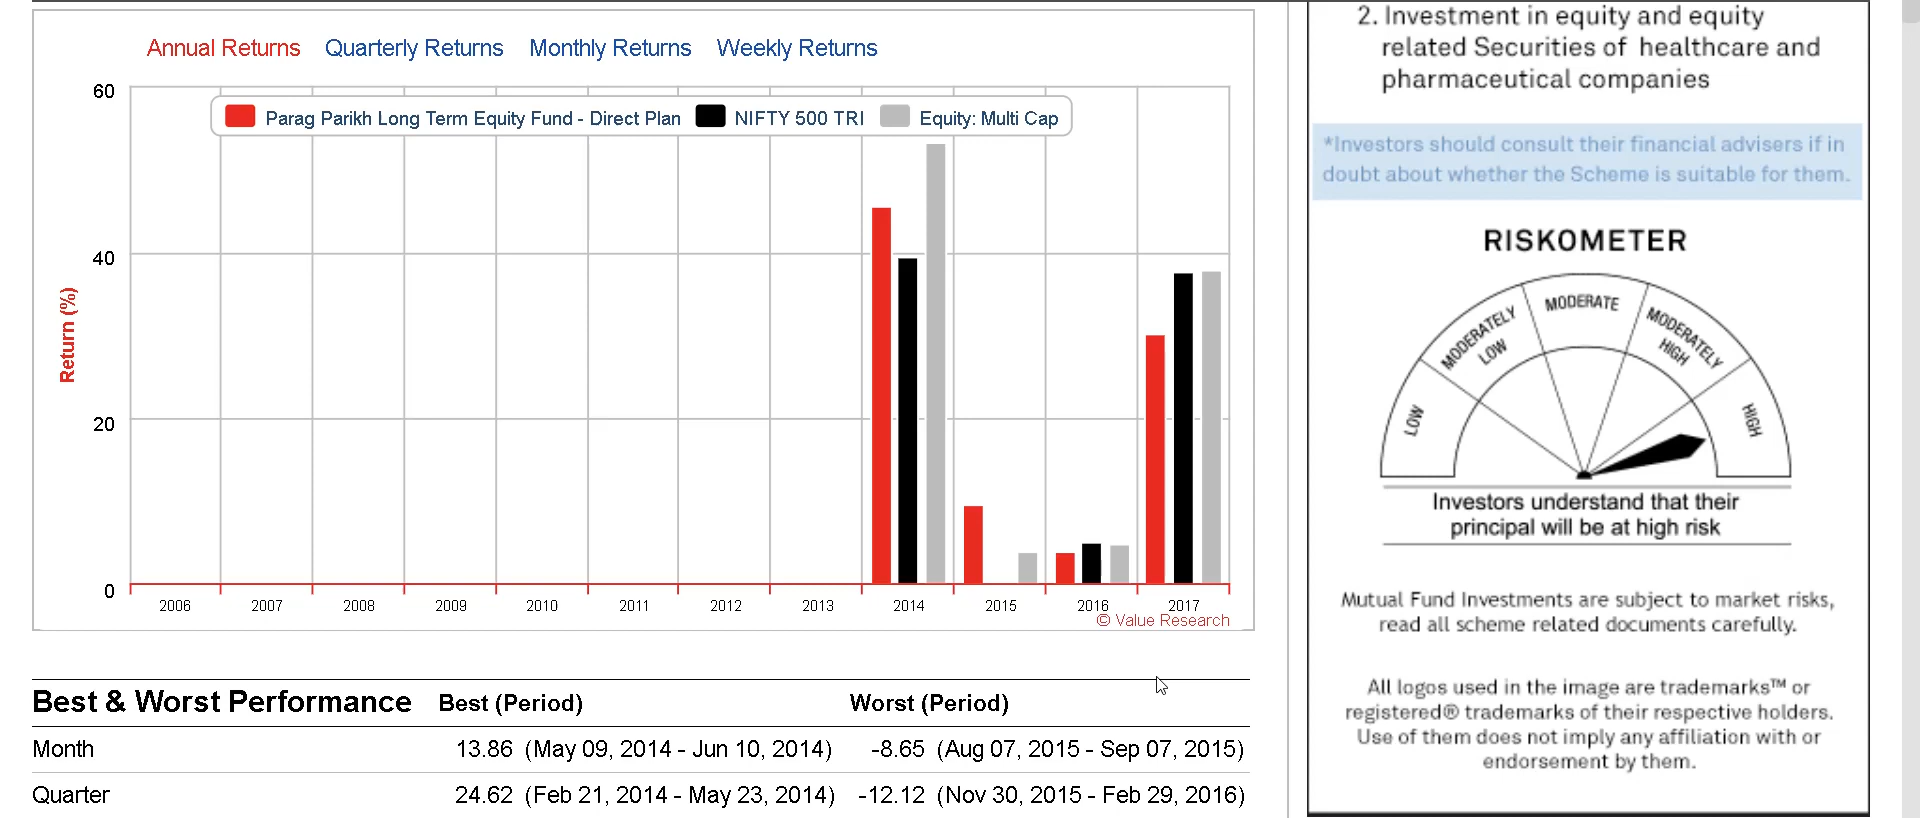 Annual Returns Quarterly Returns Monthly Returns Weekly Returns
60
Parag Parikh Long Term Equity Fund - Direct Plan NIFTY 500 TRI Equity: Multi Cap
40
Return (%)
20
0
2006 2007 2008 2009 2010 2011 2012 2013 2014 2015 2016 2017
© Value Research
Best & Worst Performance Best (Period) Worst (Period)
Month 13.86 (May 09, 2014 - Jun 10, 2014) -8.65 (Aug 07, 2015 - Sep 07, 2015)
Quarter 24.62 (Feb 21, 2014 - May 23, 2014) -12.12 (Nov 30, 2015 - Feb 29, 2016)
2. Investment in equity and equity
related Securities of healthcare and
pharmaceutical companies
*Investors should consult their financial advisers if in
doubt about whether the Scheme is suitable for them.
RISKOMETER
LOW
MODERATELY
LOW
MODERATE
MODERATELY
HIGH
HIGH
Investors understand that their
principal will be at high risk
Mutual Fund Investments are subject to market risks,
read all scheme related documents carefully.
All logos used in the image are trademarks™ or
registered® trademarks of their respective holders.
Use of them does not imply any affiliation with or
endorsement by them.